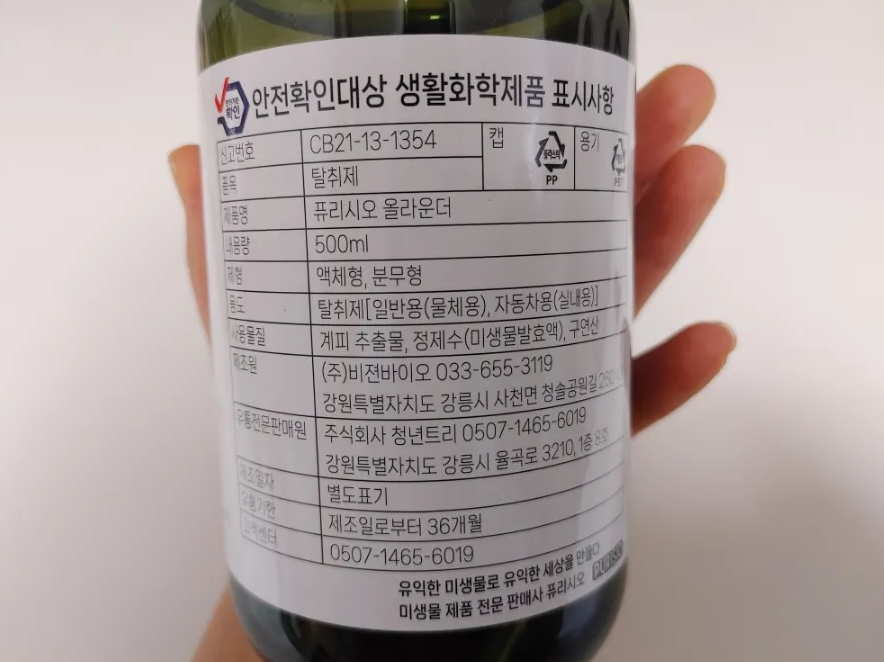 확인
안전확인대상 생활화학제품 표시사항
신고번호 CB21-13-1354 캡 플라스틱 PP 용기
품목 탈취제
제품명 퓨리시오 올라운더
내용량 500ml
제형 액체형, 분무형
용도 탈취제[일반용(물체용), 자동차용(실내용)]
사용물질 계피 추출물, 정제수(미생물발효액), 구연산
제조원 (주)비젼바이오 033-655-3119
강원특별자치도 강릉시 사천면 청솔공원길
유통전문판매원 주식회사 청년트리 0507-1465-6019
강원특별자치도 강릉시 율곡로 3210, 1층 8호
제조일자 별도표기
유통기한 제조일로부터 36개월
고객센터 0507-1465-6019
유익한 미생물로 유익한 세상을 만들다
미생물 제품 전문 판매사 퓨리시오